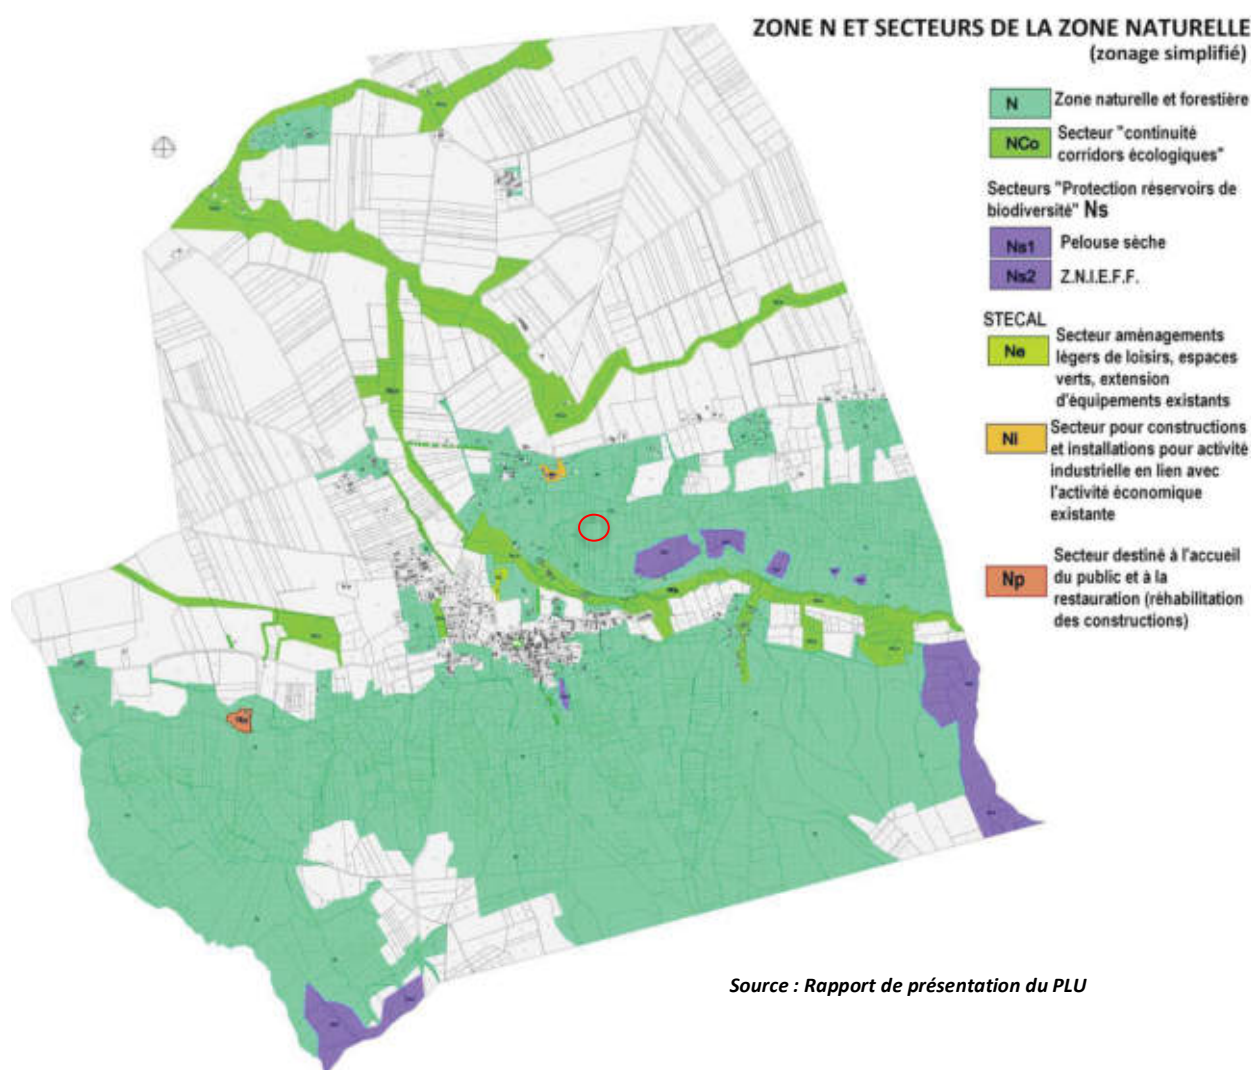 ZONE N ET SECTEURS DE LA ZONE NATURELLE
(zonage simplifié)
N Zone naturelle et forestière
NCo Secteur "continuité
corridors écologiques"
Secteurs "Protection réservoirs de
biodiversité" Ns
Ns1 Pelouse sèche
Ns2 Z.N.I.E.F.F.
STECAL
Ne Secteur aménagements
légers de loisirs, espaces
verts, extension
d'équipements existants
Ni Secteur pour constructions
et installations pour activité
industrielle en lien avec
l'activité économique
existante
Np Secteur destiné à l'accueil
du public et à la
restauration (réhabilitation
des constructions)
Source : Rapport de présentation du PLU